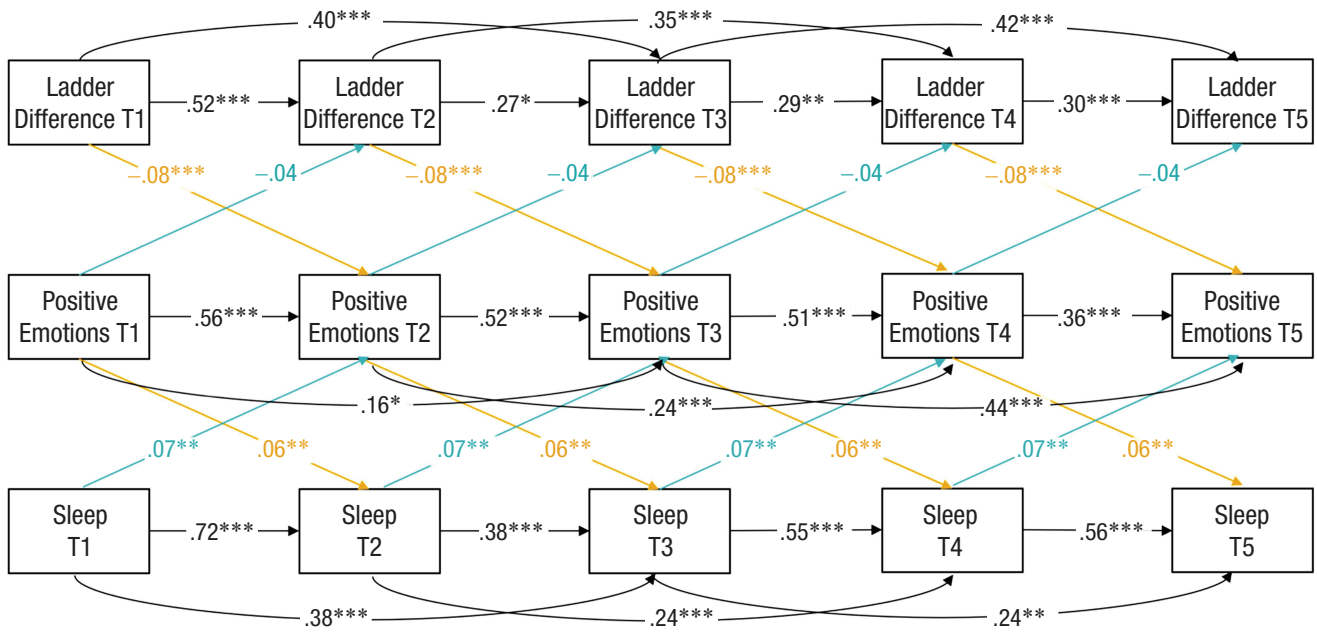 .40***
.35***
.42***
Ladder
Difference T1
.52***
Ladder
Difference T2
.27*
Ladder
Difference T3
.29**
Ladder
Difference T4
.30***
Ladder
Difference T5
–.08***
–.04
–.08***
–.04
–.08***
–.04
–.08***
–.04
Positive
Emotions T1
.56***
Positive
Emotions T2
.52***
Positive
Emotions T3
.51***
Positive
Emotions T4
.36***
Positive
Emotions T5
.16*
.24***
.44***
.07**
.06**
.07**
.06**
.07**
.06**
.07**
.06**
Sleep
T1
.72***
Sleep
T2
.38***
Sleep
T3
.55***
Sleep
T4
.56***
Sleep
T5
.38***
.24***
.24**